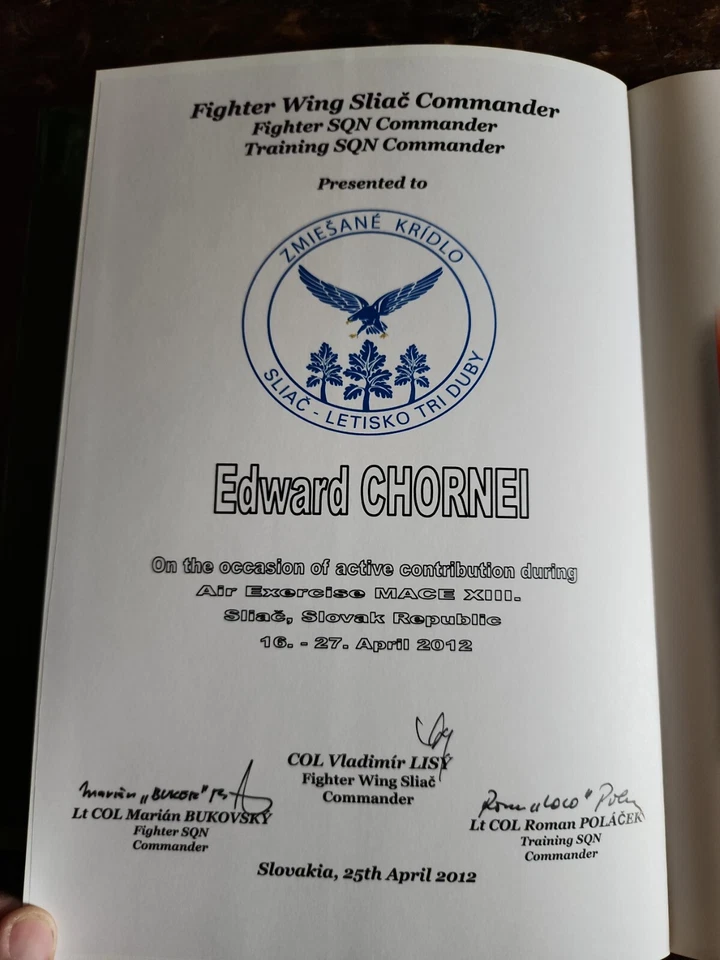 Fighter Wing Sliač Commander
Fighter SQN Commander
Training SQN Commander
Presented to
ZMIEŠANÉ KRÍDLO
SLIAČ - LETISKO TRI DUBY
Edward CHORNEI
On the occasion of active contribution during
Air Exercise MACE XIII.
Sliač, Slovak Republic
16. - 27. April 2012
COL Vladimír LISÝ
Fighter Wing Sliač
Commander
Marián
Lt COL Marián BUKOVSKÝ
Fighter SQN
Commander
Roman „LOCO"
Lt COL Roman POLÁČEK
Training SQN
Commander
Slovakia, 25th April 2012